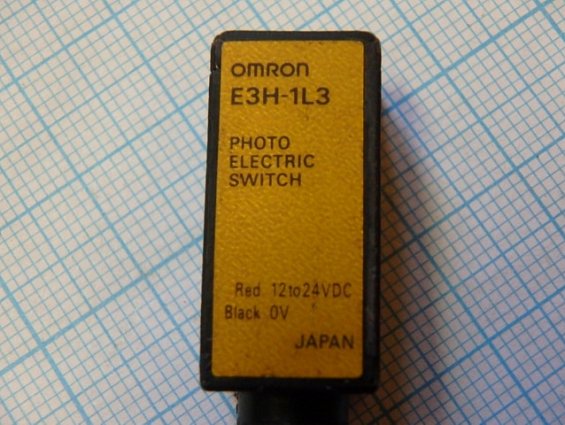 OMRON
E3H-1L3
PHOTO
ELECTRIC
SWITCH
Red 12to24VDC
Black 0V
JAPAN